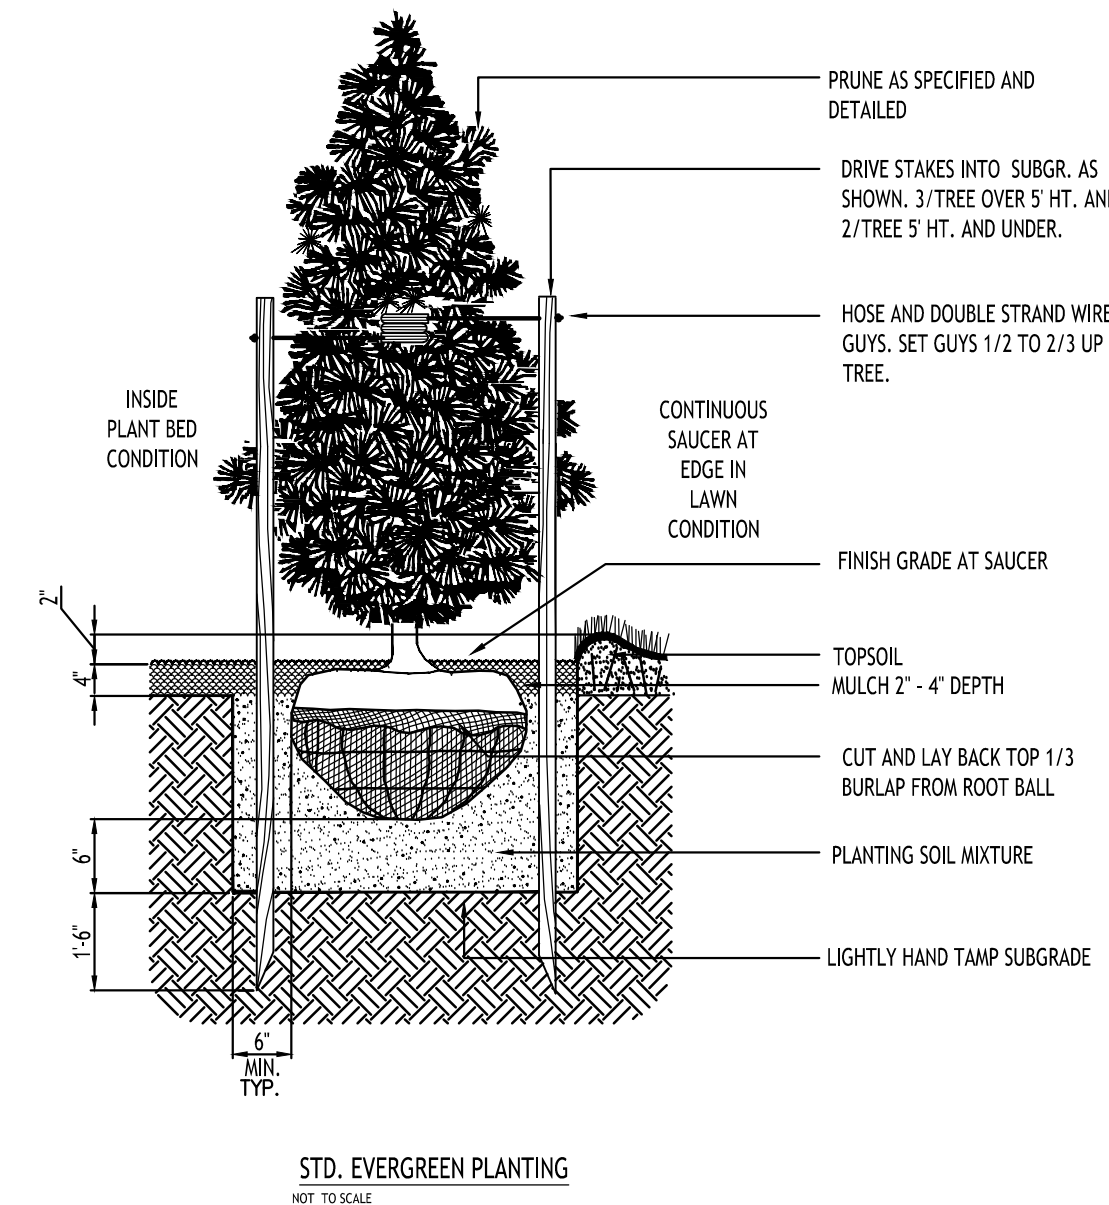 PRUNE AS SPECIFIED AND
DETAILED
DRIVE STAKES INTO SUBGR. AS
SHOWN. 3/TREE OVER 5' HT. AND
2/TREE 5' HT. AND UNDER.
HOSE AND DOUBLE STRAND WIRE
GUYS. SET GUYS 1/2 TO 2/3 UP
TREE.
INSIDE
PLANT BED
CONDITION
CONTINUOUS
SAUCER AT
EDGE IN
LAWN
CONDITION
FINISH GRADE AT SAUCER
2"
4"
TOPSOIL
MULCH 2" - 4" DEPTH
CUT AND LAY BACK TOP 1/3
BURLAP FROM ROOT BALL
6"
PLANTING SOIL MIXTURE
1'-6"
LIGHTLY HAND TAMP SUBGRADE
6"
MIN.
TYP.
STD. EVERGREEN PLANTING
NOT TO SCALE